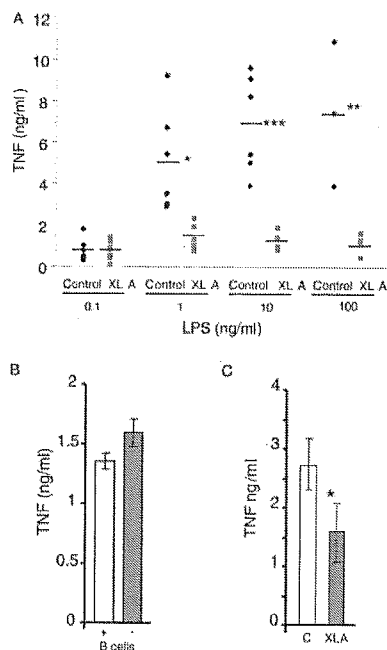 A
12
10
8
6
4
2
0
TNF (ng/ml)
*
***
**
Control XL A Control XL A Control XL A Control XL A
0.1 1 10 100
LPS (ng/ml)
B
2
1.5
1
0.5
0
TNF (ng/ml)
+ -
B cells
C
4
3
2
1
0
TNF ng/ml)
*
C XLA